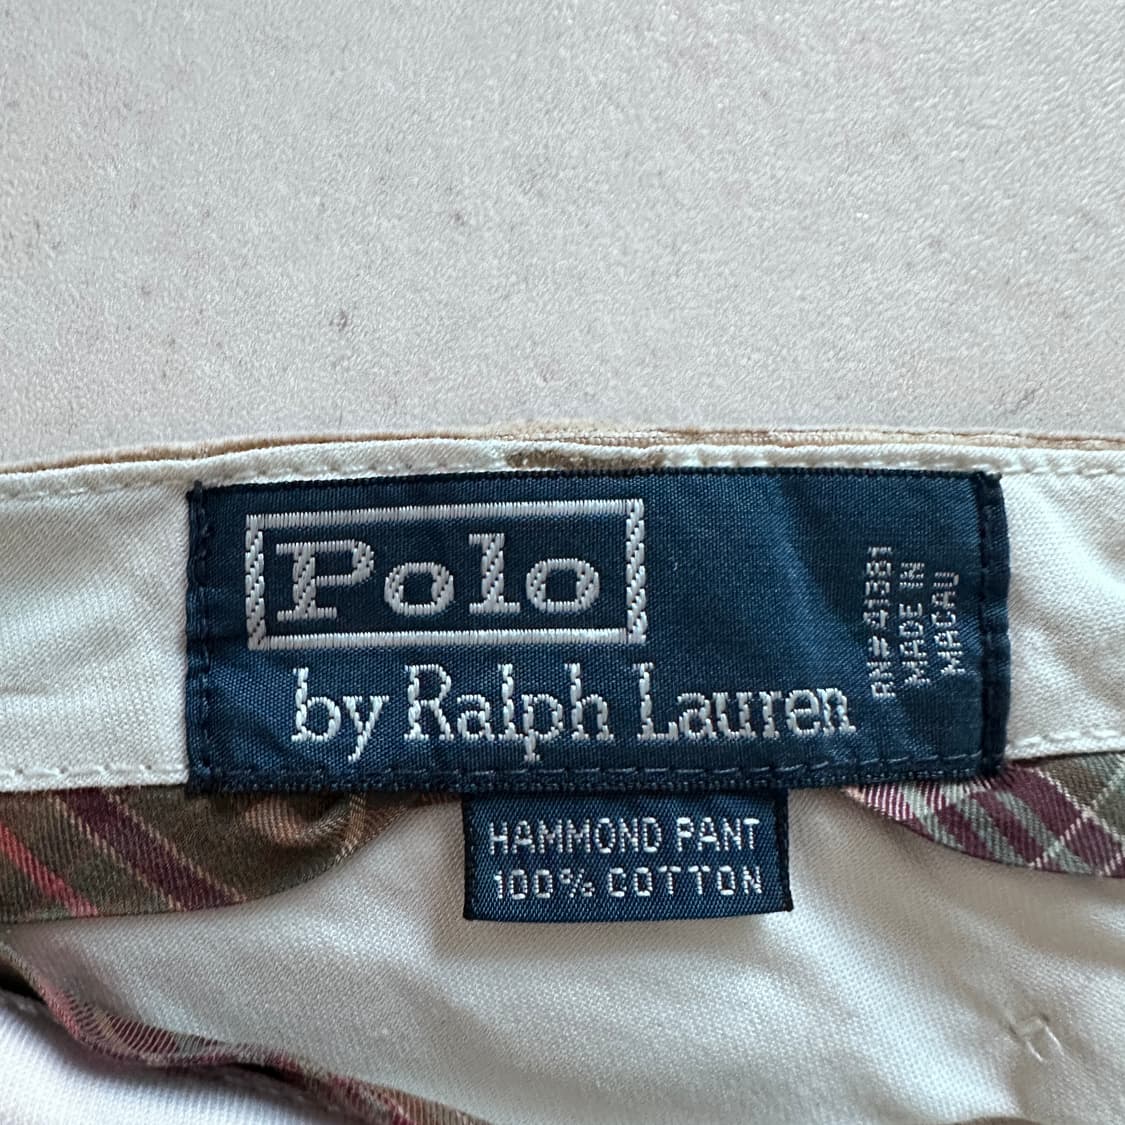 Polo
by Ralph Lauren
RN# 41381
MADE IN
MACAU
HAMMOND PANT
100% COTTON